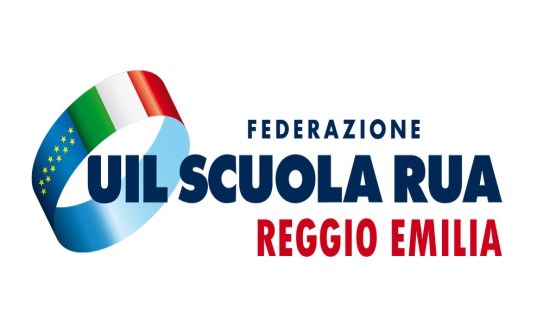 FEDERAZIONE
UIL SCUOLA RUA
REGGIO EMILIA